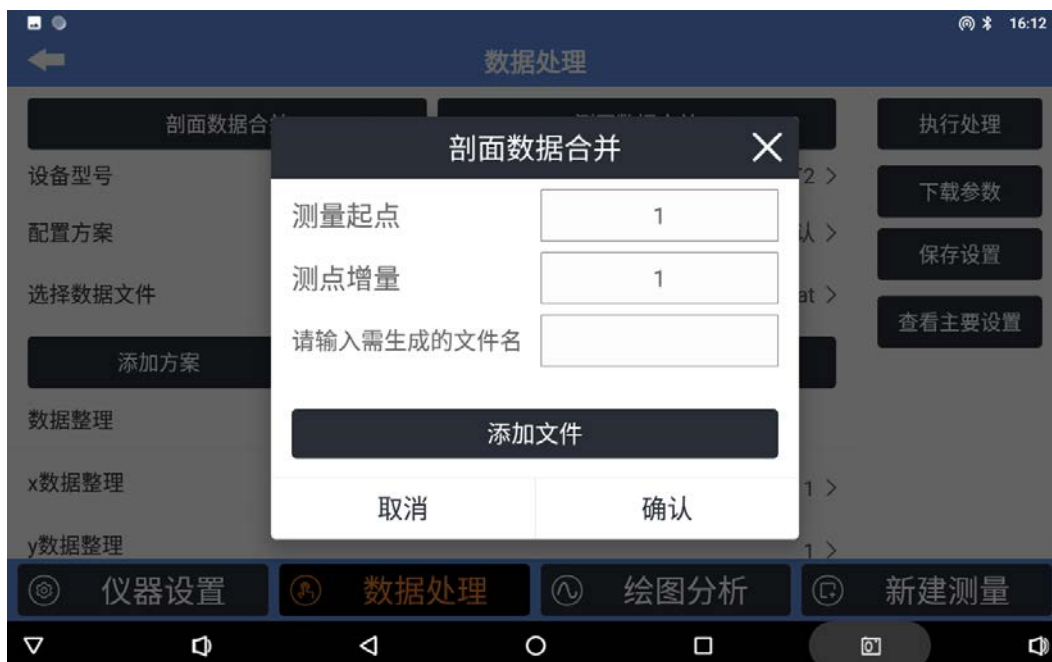 16:12
数据处理
剖面数据合
执行处理
剖面数据合并
设备型号
2 >
下载参数
测量起点
1
配置方案
认 >
保存设置
测点增量
1
选择数据文件
at >
查看主要设置
请输入需生成的文件名
添加方案
添加文件
数据整理
x数据整理
1 >
取消
确认
y数据整理
1 >
仪器设置
数据处理
绘图分析
新建测量